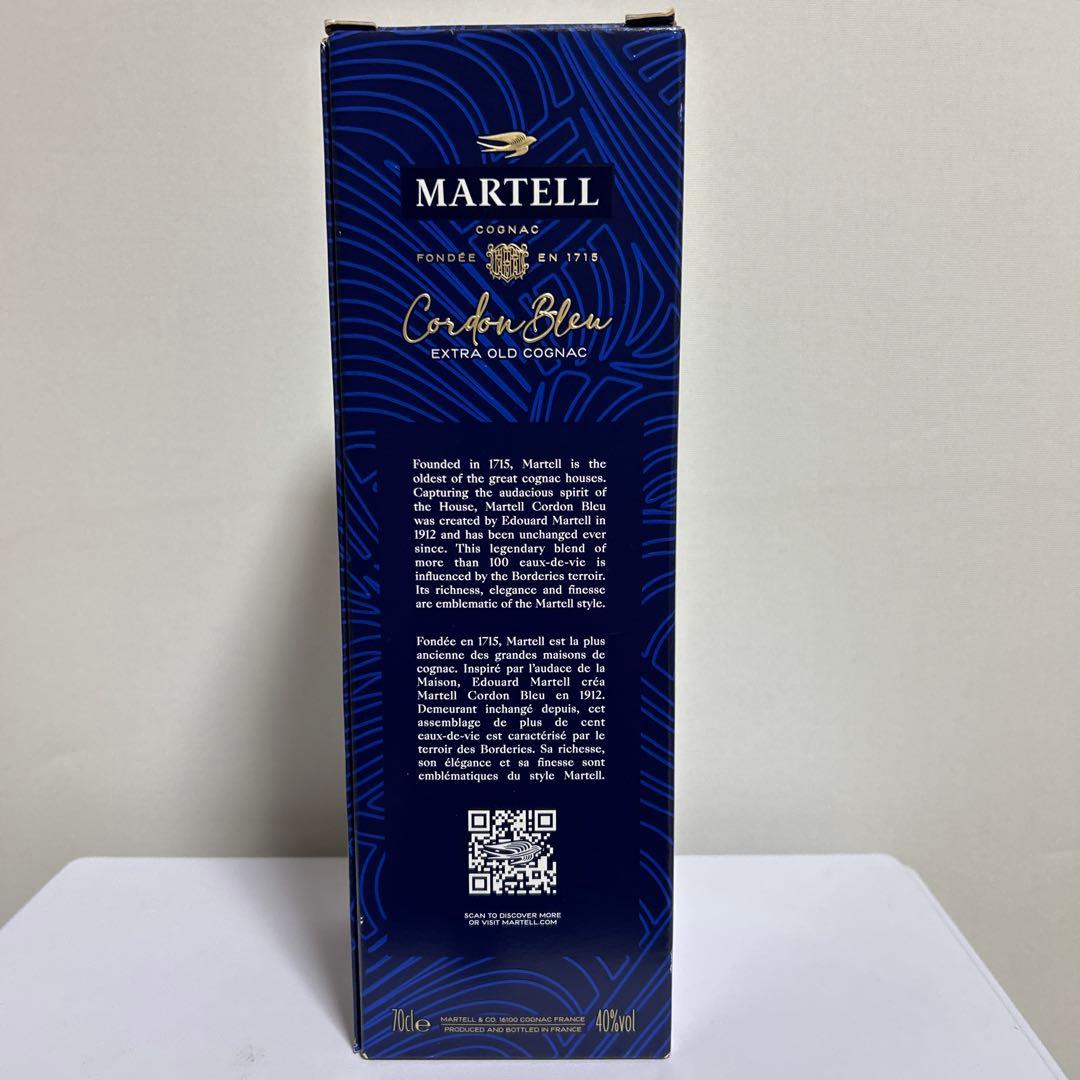 MARTELL
COGNAC
FONDÉE EN 1715
Cordon Bleu
EXTRA OLD COGNAC
Founded in 1715, Martell is the
oldest of the great cognac houses.
Capturing the audacious spirit of
the House, Martell Cordon Bleu
was created by Edouard Martell in
1912 and has been unchanged ever
since. This legendary blend of
more than 100 eaux-de-vie is
influenced by the Borderies terroir.
Its richness, elegance and finesse
are emblematic of the Martell style.
Fondée en 1715, Martell est la plus
ancienne des grandes maisons de
cognac. Inspiré par l'audace de la
Maison, Edouard Martell créa
Martell Cordon Bleu en 1912.
Demeurant inchangé depuis, cet
assemblage de plus de cent
eaux-de-vie est caractérisé par le
terroir des Borderies. Sa richesse,
son élégance et sa finesse sont
emblématiques du style Martell.
SCAN TO DISCOVER MORE
OR VISIT MARTELL.COM
70cl e MARTELL & CO. 16100 COGNAC FRANCE 40%vol
PRODUCED AND BOTTLED IN FRANCE